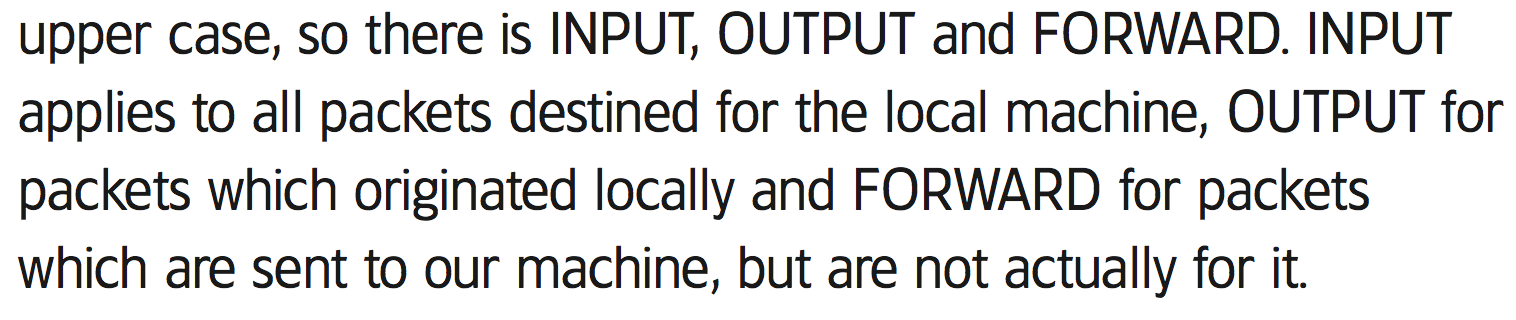 upper case, so there is INPUT, OUTPUT and FORWARD. INPUT
applies to all packets destined for the local machine, OUTPUT for
packets which originated locally and FORWARD for packets
which are sent to our machine, but are not actually for it.